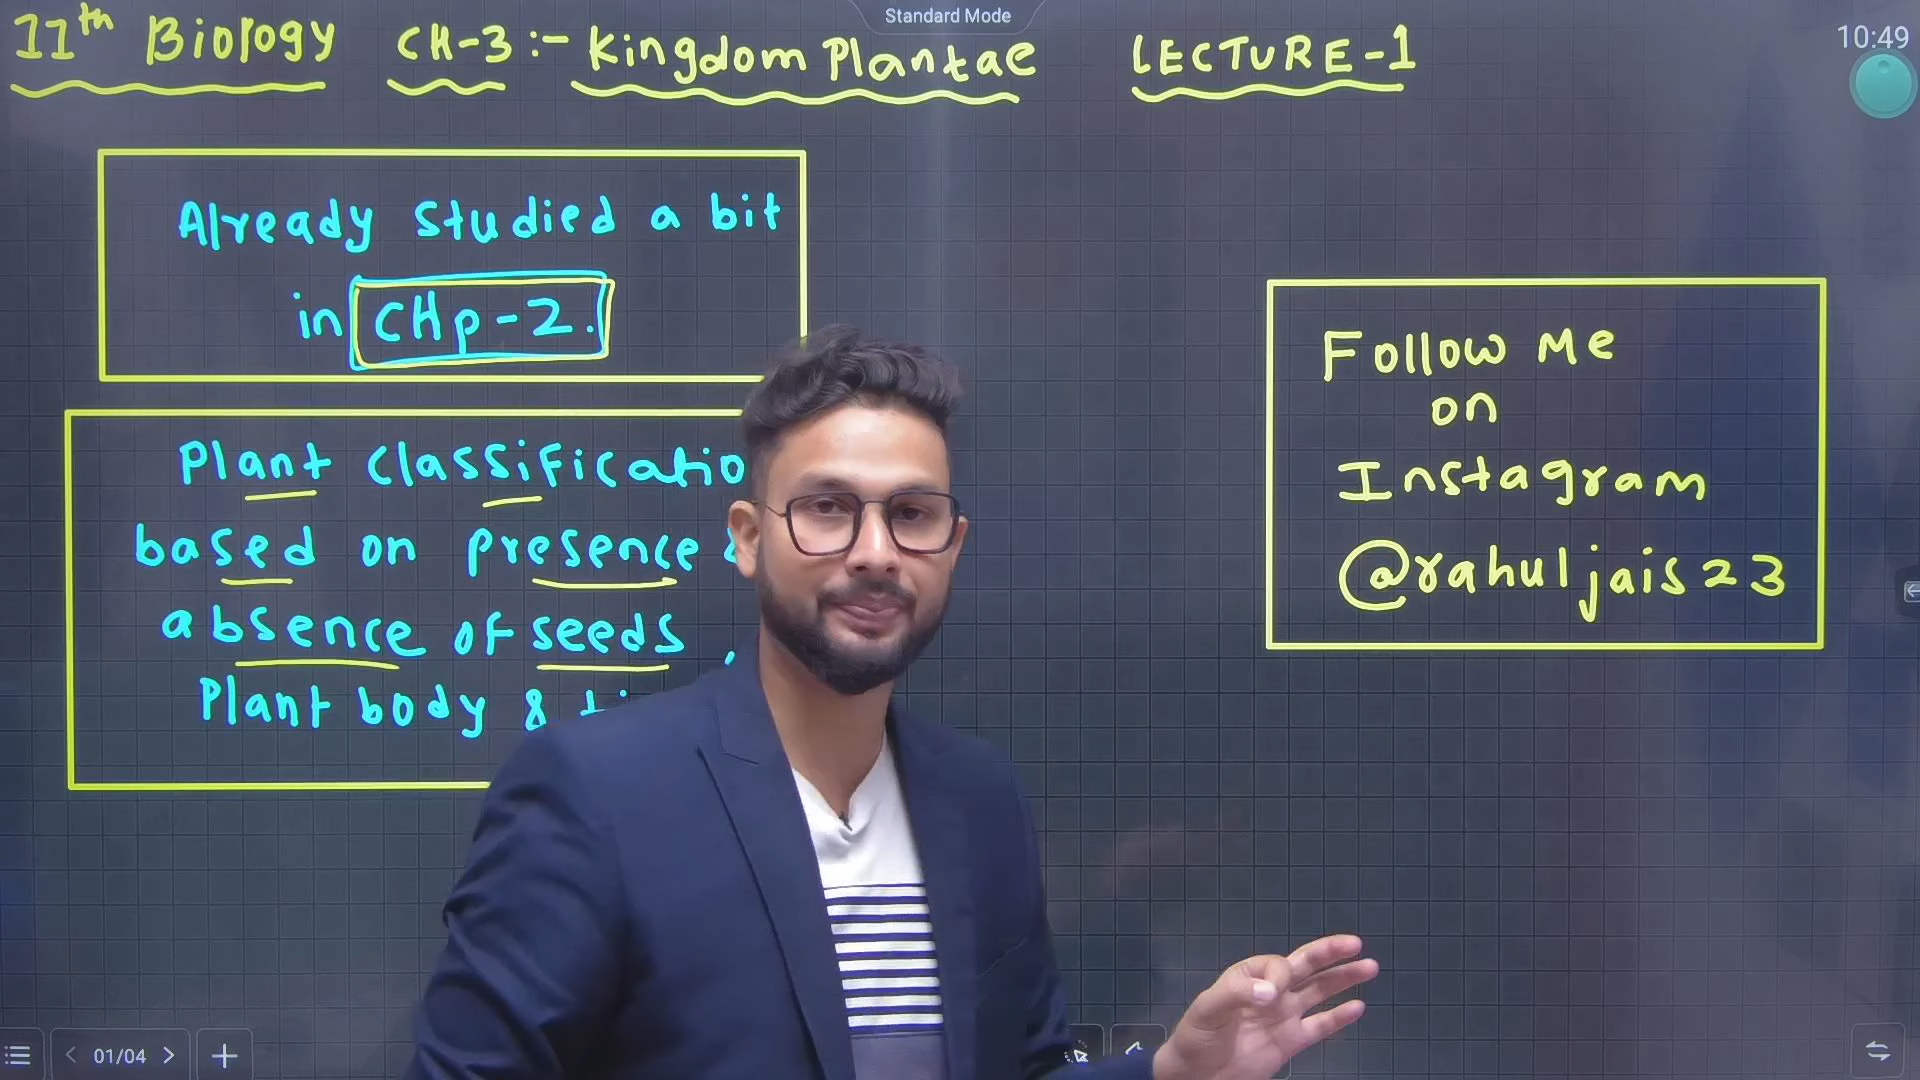 Standard Mode
10:49
11th Biology CH-3:- Kingdom Plantae LECTURE-1
Already studied a bit
in CHp-2.
Plant classificatio
based on presence &
absence of seeds,
Plant body &
Follow Me
on
Instagram
@rahuljais23
01/04